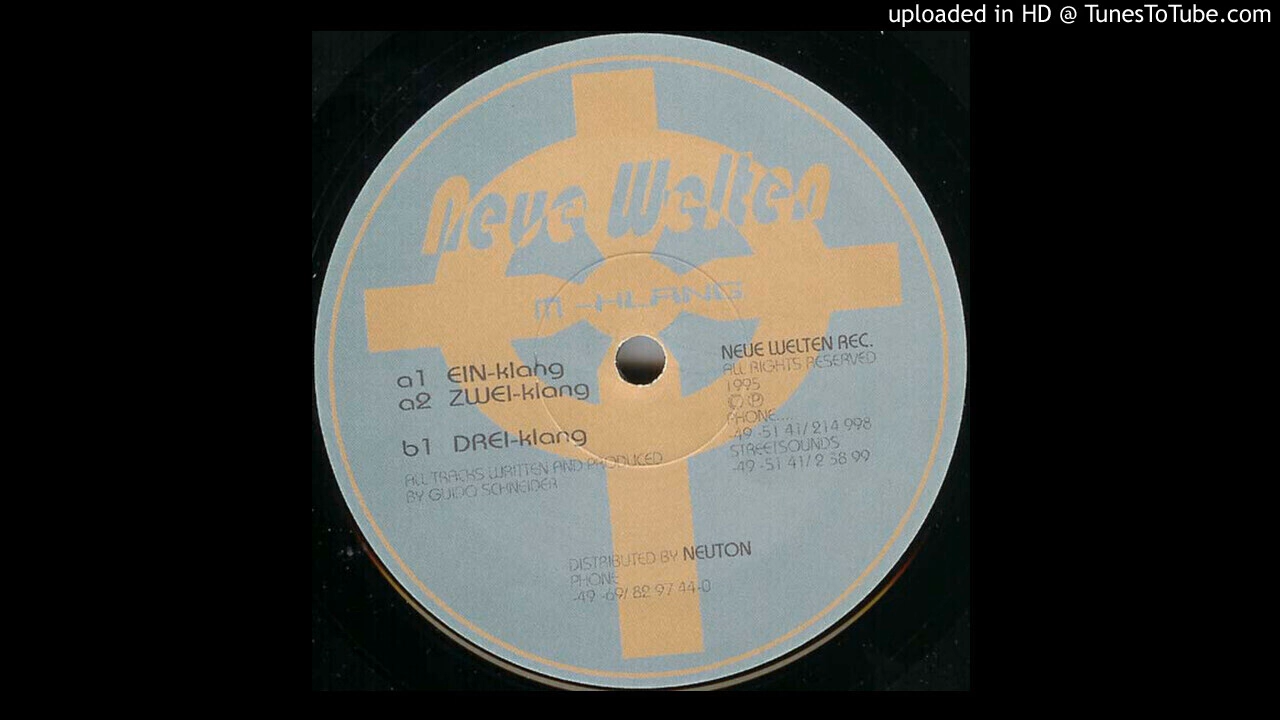 uploaded in HD @ TunesToTube.com
Neue Welten
M-KLANG
a1 EIN-klang
a2 ZWEI-klang
b1 DREI-klang
ALL TRACKS WRITTEN AND PRODUCED
BY GUIDO SCHNEIDER
NEUE WELTEN REC.
ALL RIGHTS RESERVED
1995
© ℗
PHONE....
-49 -51 41/ 214 998
STREETSOUNDS
-49 -51 41/ 2 38 99
DISTRIBUTED BY NEUTON
PHONE
-49 -69/ 82 97 44-0